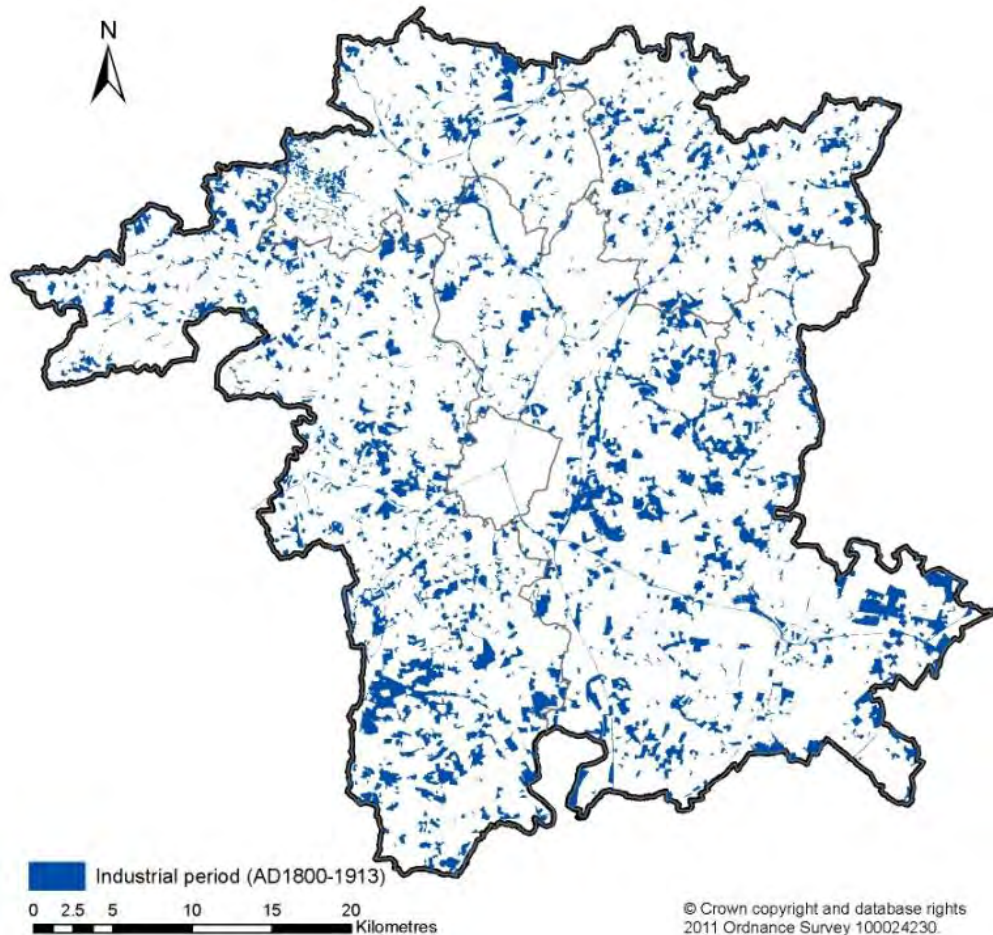 N
Industrial period (AD1800-1913)
0 2.5 5 10 15 20
Kilometres
© Crown copyright and database rights
2011 Ordnance Survey 100024230.